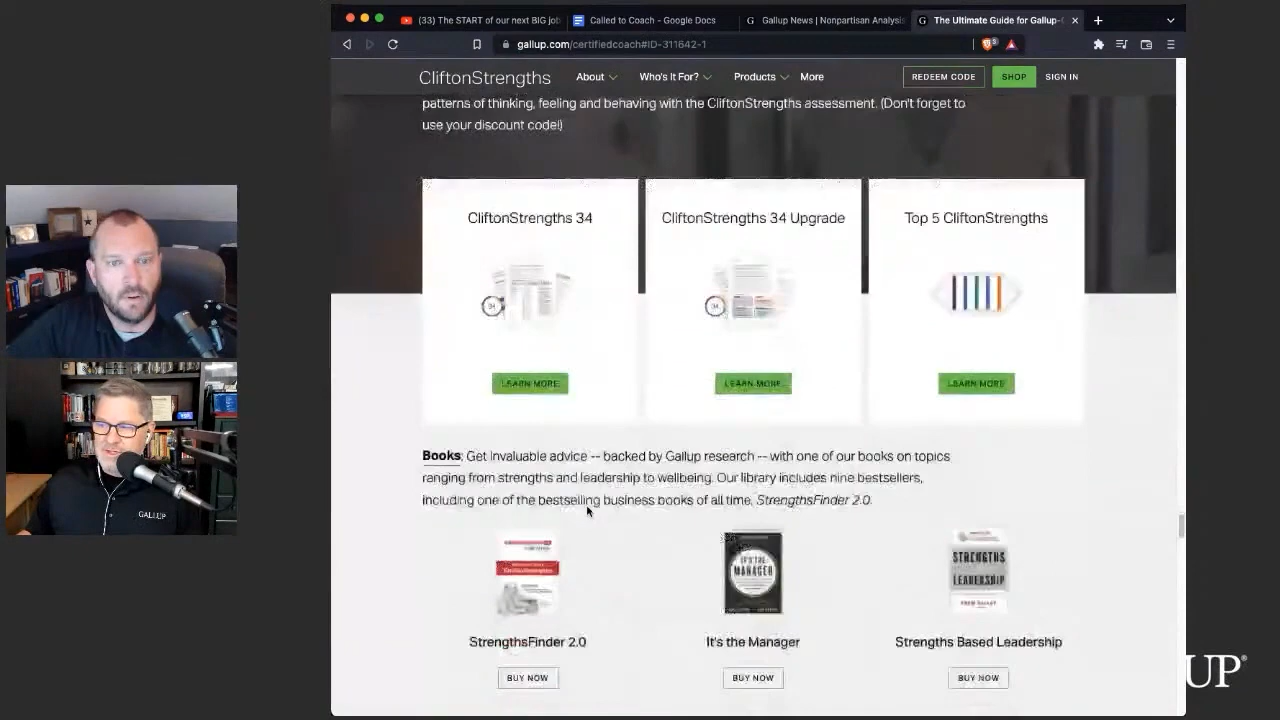 (33) The START of our next BIG job
Called to Coach - Google Docs
Gallup News | Nonpartisan Analysis
The Ultimate Guide for Gallup-
gallup.com/certifiedcoach#ID-311642-1
CliftonStrengths
About
Who's It For?
Products
More
REDEEM CODE
SHOP
SIGN IN
patterns of thinking, feeling and behaving with the CliftonStrengths assessment. (Don't forget to
use your discount code!)
CliftonStrengths 34
CliftonStrengths 34 Upgrade
Top 5 CliftonStrengths
34
34
LEARN MORE
LEARN MORE
LEARN MORE
Books: Get invaluable advice -- backed by Gallup research -- with one of our books on topics
ranging from strengths and leadership to wellbeing. Our library includes nine bestsellers,
including one of the bestselling business books of all time, StrengthsFinder 2.0.
IT'S THE
MANAGER
STRENGTHS
LEADERSHIP
StrengthsFinder 2.0
It's the Manager
Strengths Based Leadership
BUY NOW
BUY NOW
BUY NOW
GALLUP
UP®